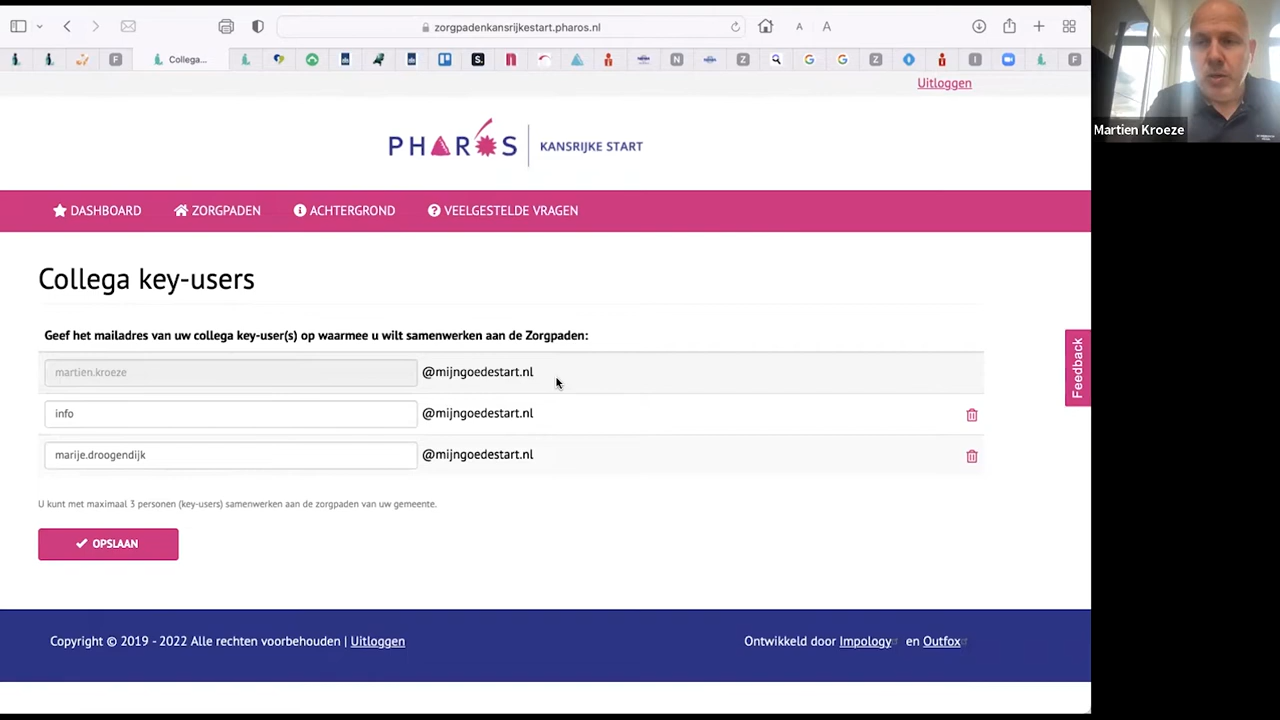 zorgpadenkansrijkestart.pharos.nl
A A
F Collega... S. N Z G G Z I F
Uitloggen
PHAROS KANSRIJKE START
DASHBOARD ZORGPADEN ACHTERGROND VEELGESTELDE VRAGEN
Collega key-users
Geef het mailadres van uw collega key-user(s) op waarmee u wilt samenwerken aan de Zorgpaden:
martien.kroeze @mijngoedestart.nl
info @mijngoedestart.nl
marije.droogendijk @mijngoedestart.nl
U kunt met maximaal 3 personen (key-users) samenwerken aan de zorgpaden van uw gemeente.
OPSLAAN
Feedback
Copyright © 2019 - 2022 Alle rechten voorbehouden | Uitloggen
Ontwikkeld door Impology en Outfox
Martien Kroeze